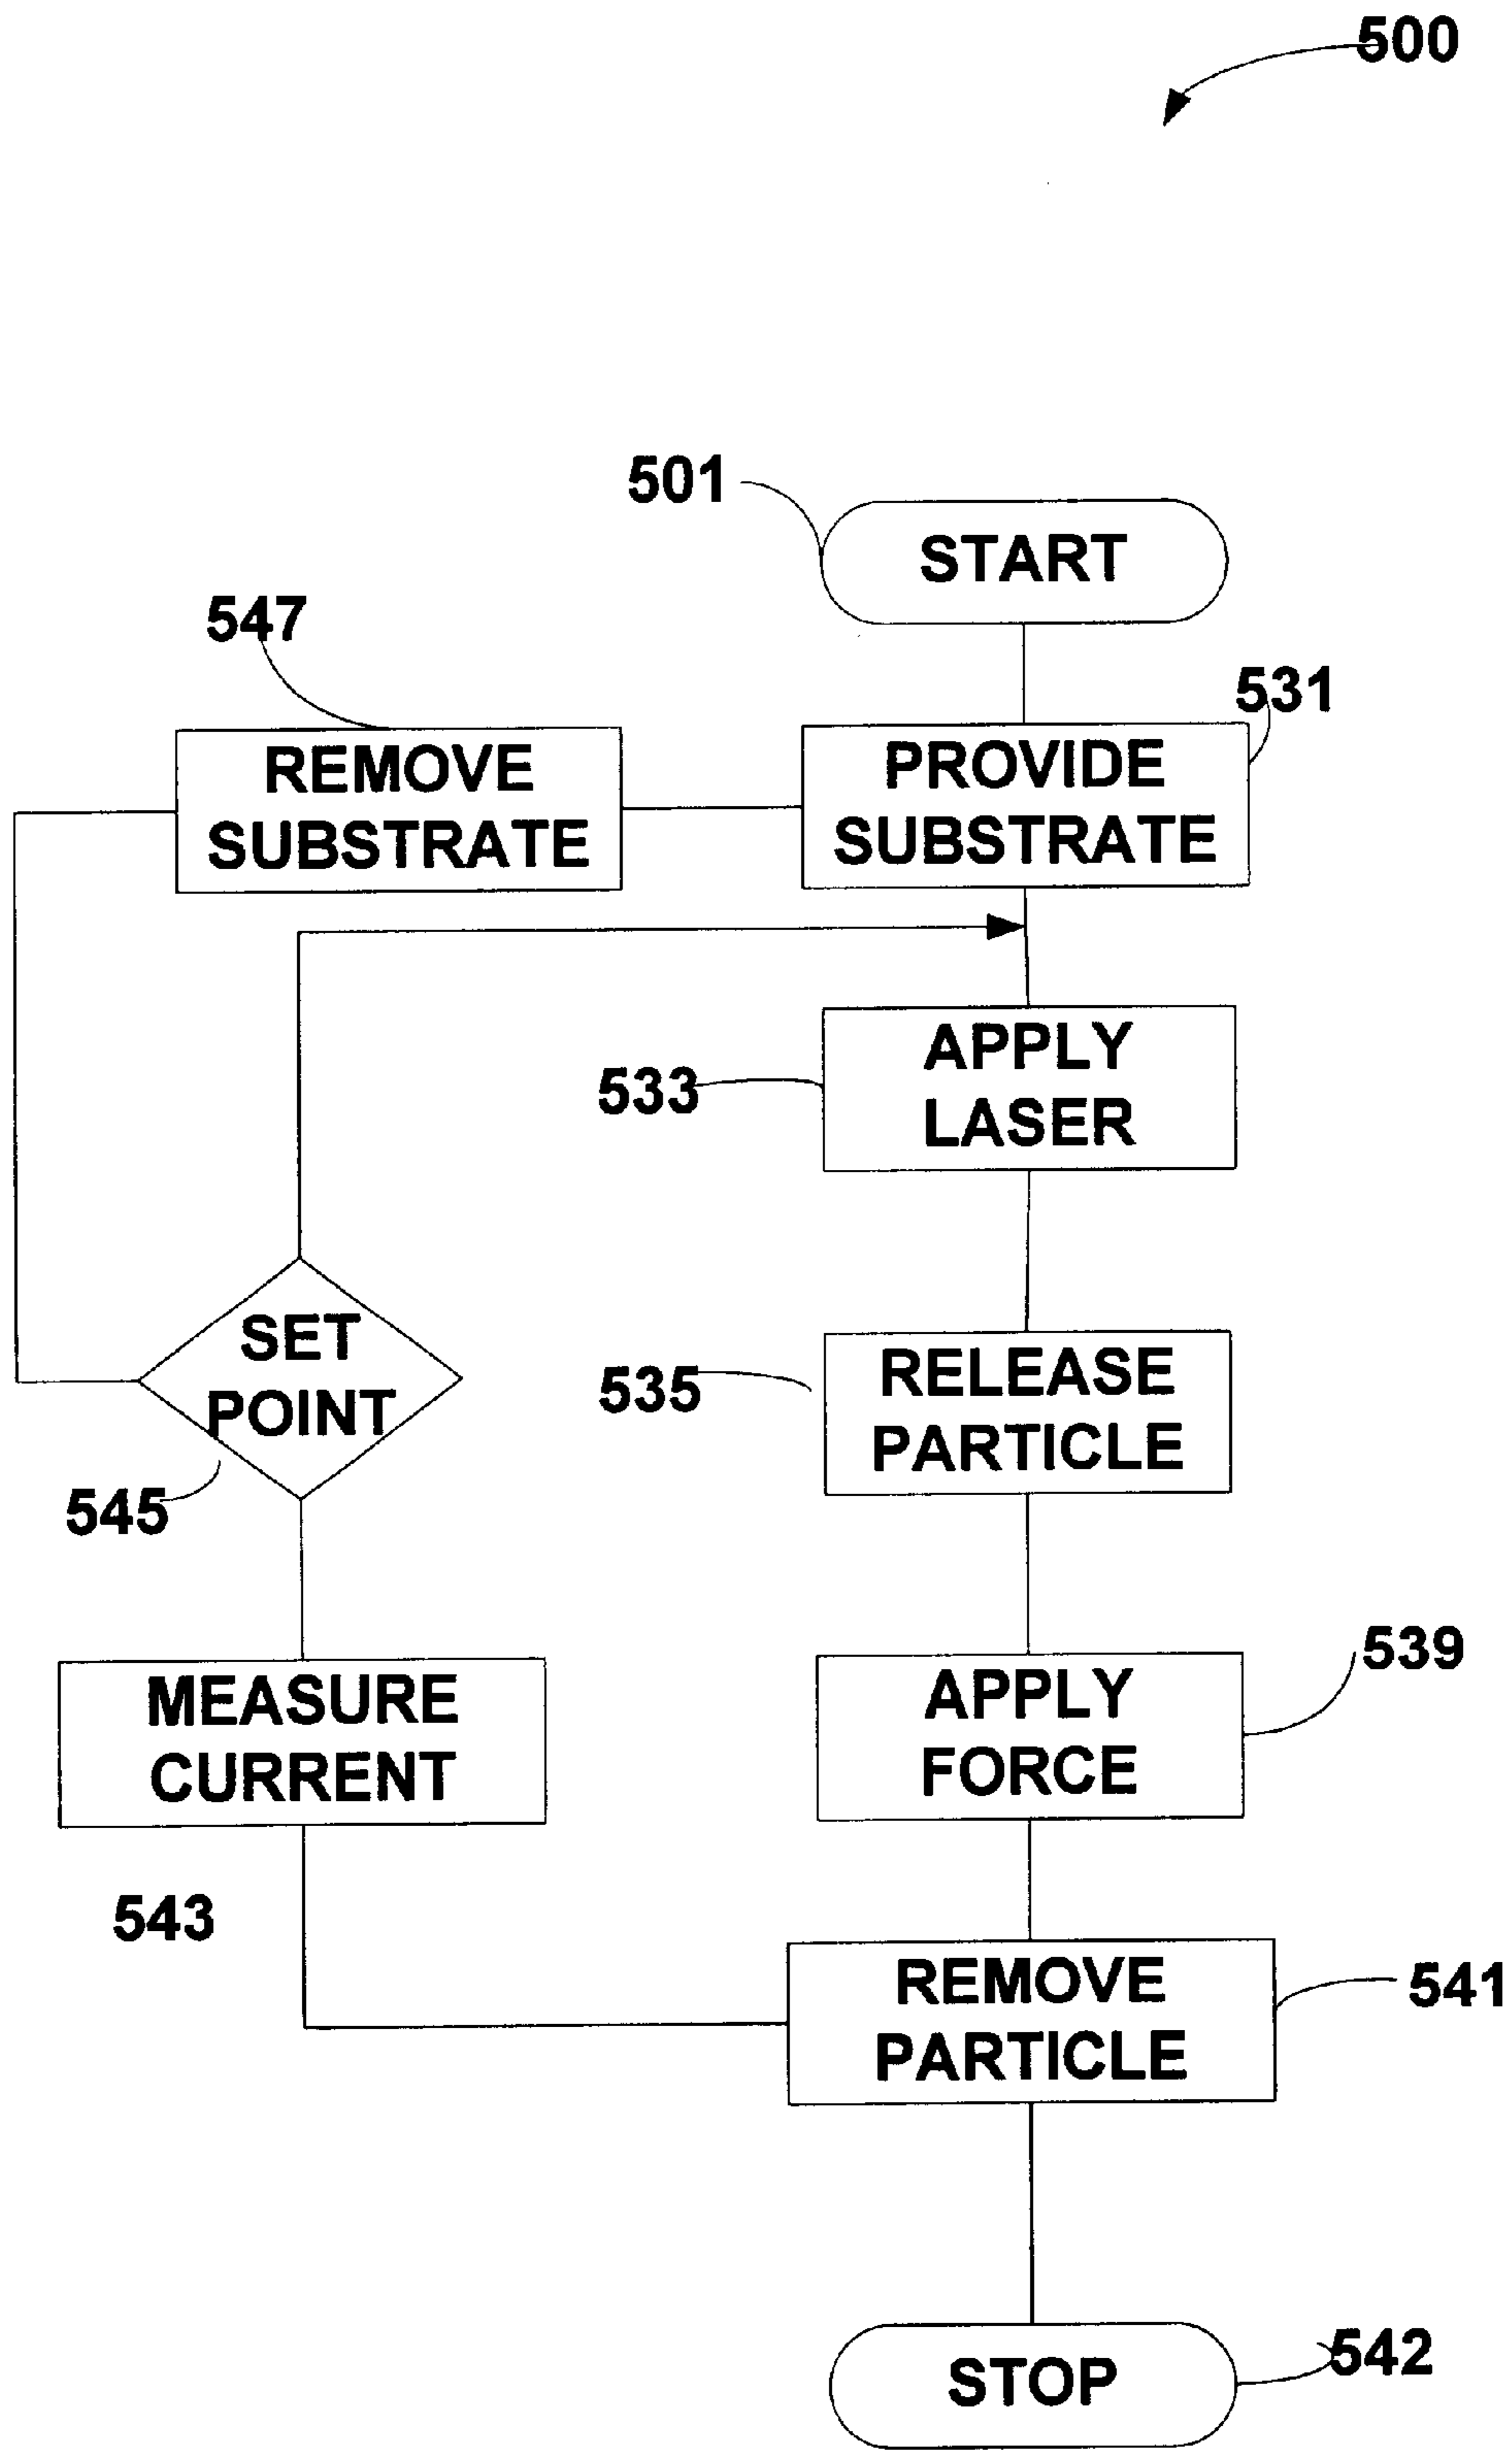 500
501
START
547
531
REMOVE
SUBSTRATE
PROVIDE
SUBSTRATE
533
APPLY
LASER
SET
POINT
545
535
RELEASE
PARTICLE
MEASURE
CURRENT
543
539
APPLY
FORCE
REMOVE
PARTICLE
541
STOP
542